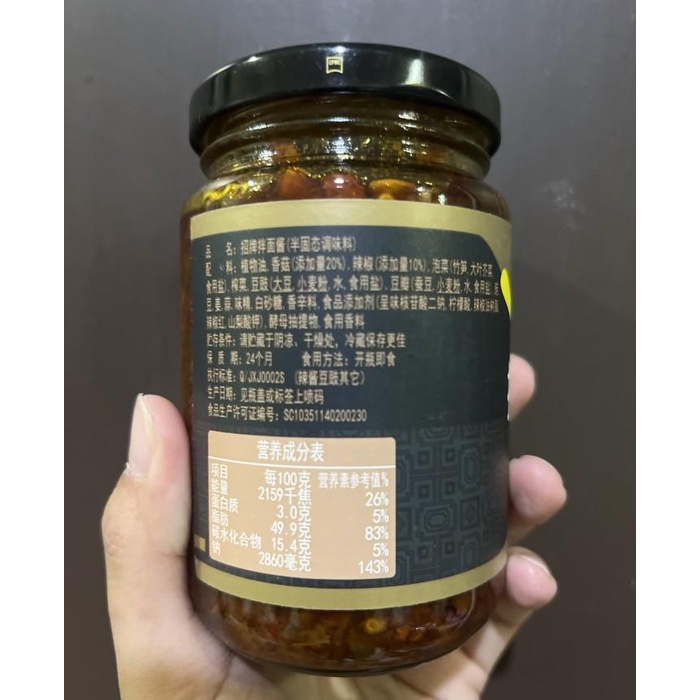 品 名：招牌拌面酱(半固态调味料)
配 料：植物油, 香菇(添加量20%), 辣椒(添加量10%), 泡菜(竹笋, 大叶芥菜,
食用盐), 榨菜, 豆豉(大豆, 小麦粉, 水, 食用盐), 豆瓣(蚕豆, 小麦粉, 水, 食用盐),
豆, 姜, 蒜, 味精, 白砂糖, 香辛料, 食品添加剂(呈味核苷酸二钠, 柠檬酸, 辣椒油树脂
辣椒红, 山梨酸钾), 酵母抽提物, 食用香料
贮存条件：请贮藏于阴凉、干燥处，冷藏保存更佳
保 质 期：24个月 食用方法：开瓶即食
执行标准：Q/JXJ0002S (辣酱豆豉其它)
生产日期：见瓶盖或标签上喷码
食品生产许可证编号：SC10351140200230
营养成分表
项目 每100克 营养素参考值%
能量 2159千焦 26%
蛋白质 3.0克 5%
脂肪 49.9克 83%
碳水化合物 15.4克 5%
钠 2860毫克 143%